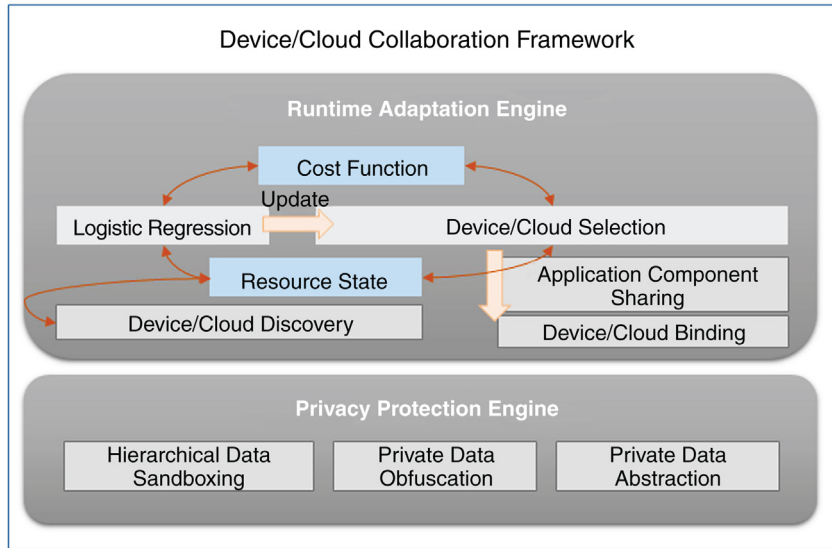 Device/Cloud Collaboration Framework
Runtime Adaptation Engine
Cost Function
Update
Logistic Regression
Device/Cloud Selection
Resource State
Application Component
Sharing
Device/Cloud Discovery
Device/Cloud Binding
Privacy Protection Engine
Hierarchical Data
Sandboxing
Private Data
Obfuscation
Private Data
Abstraction